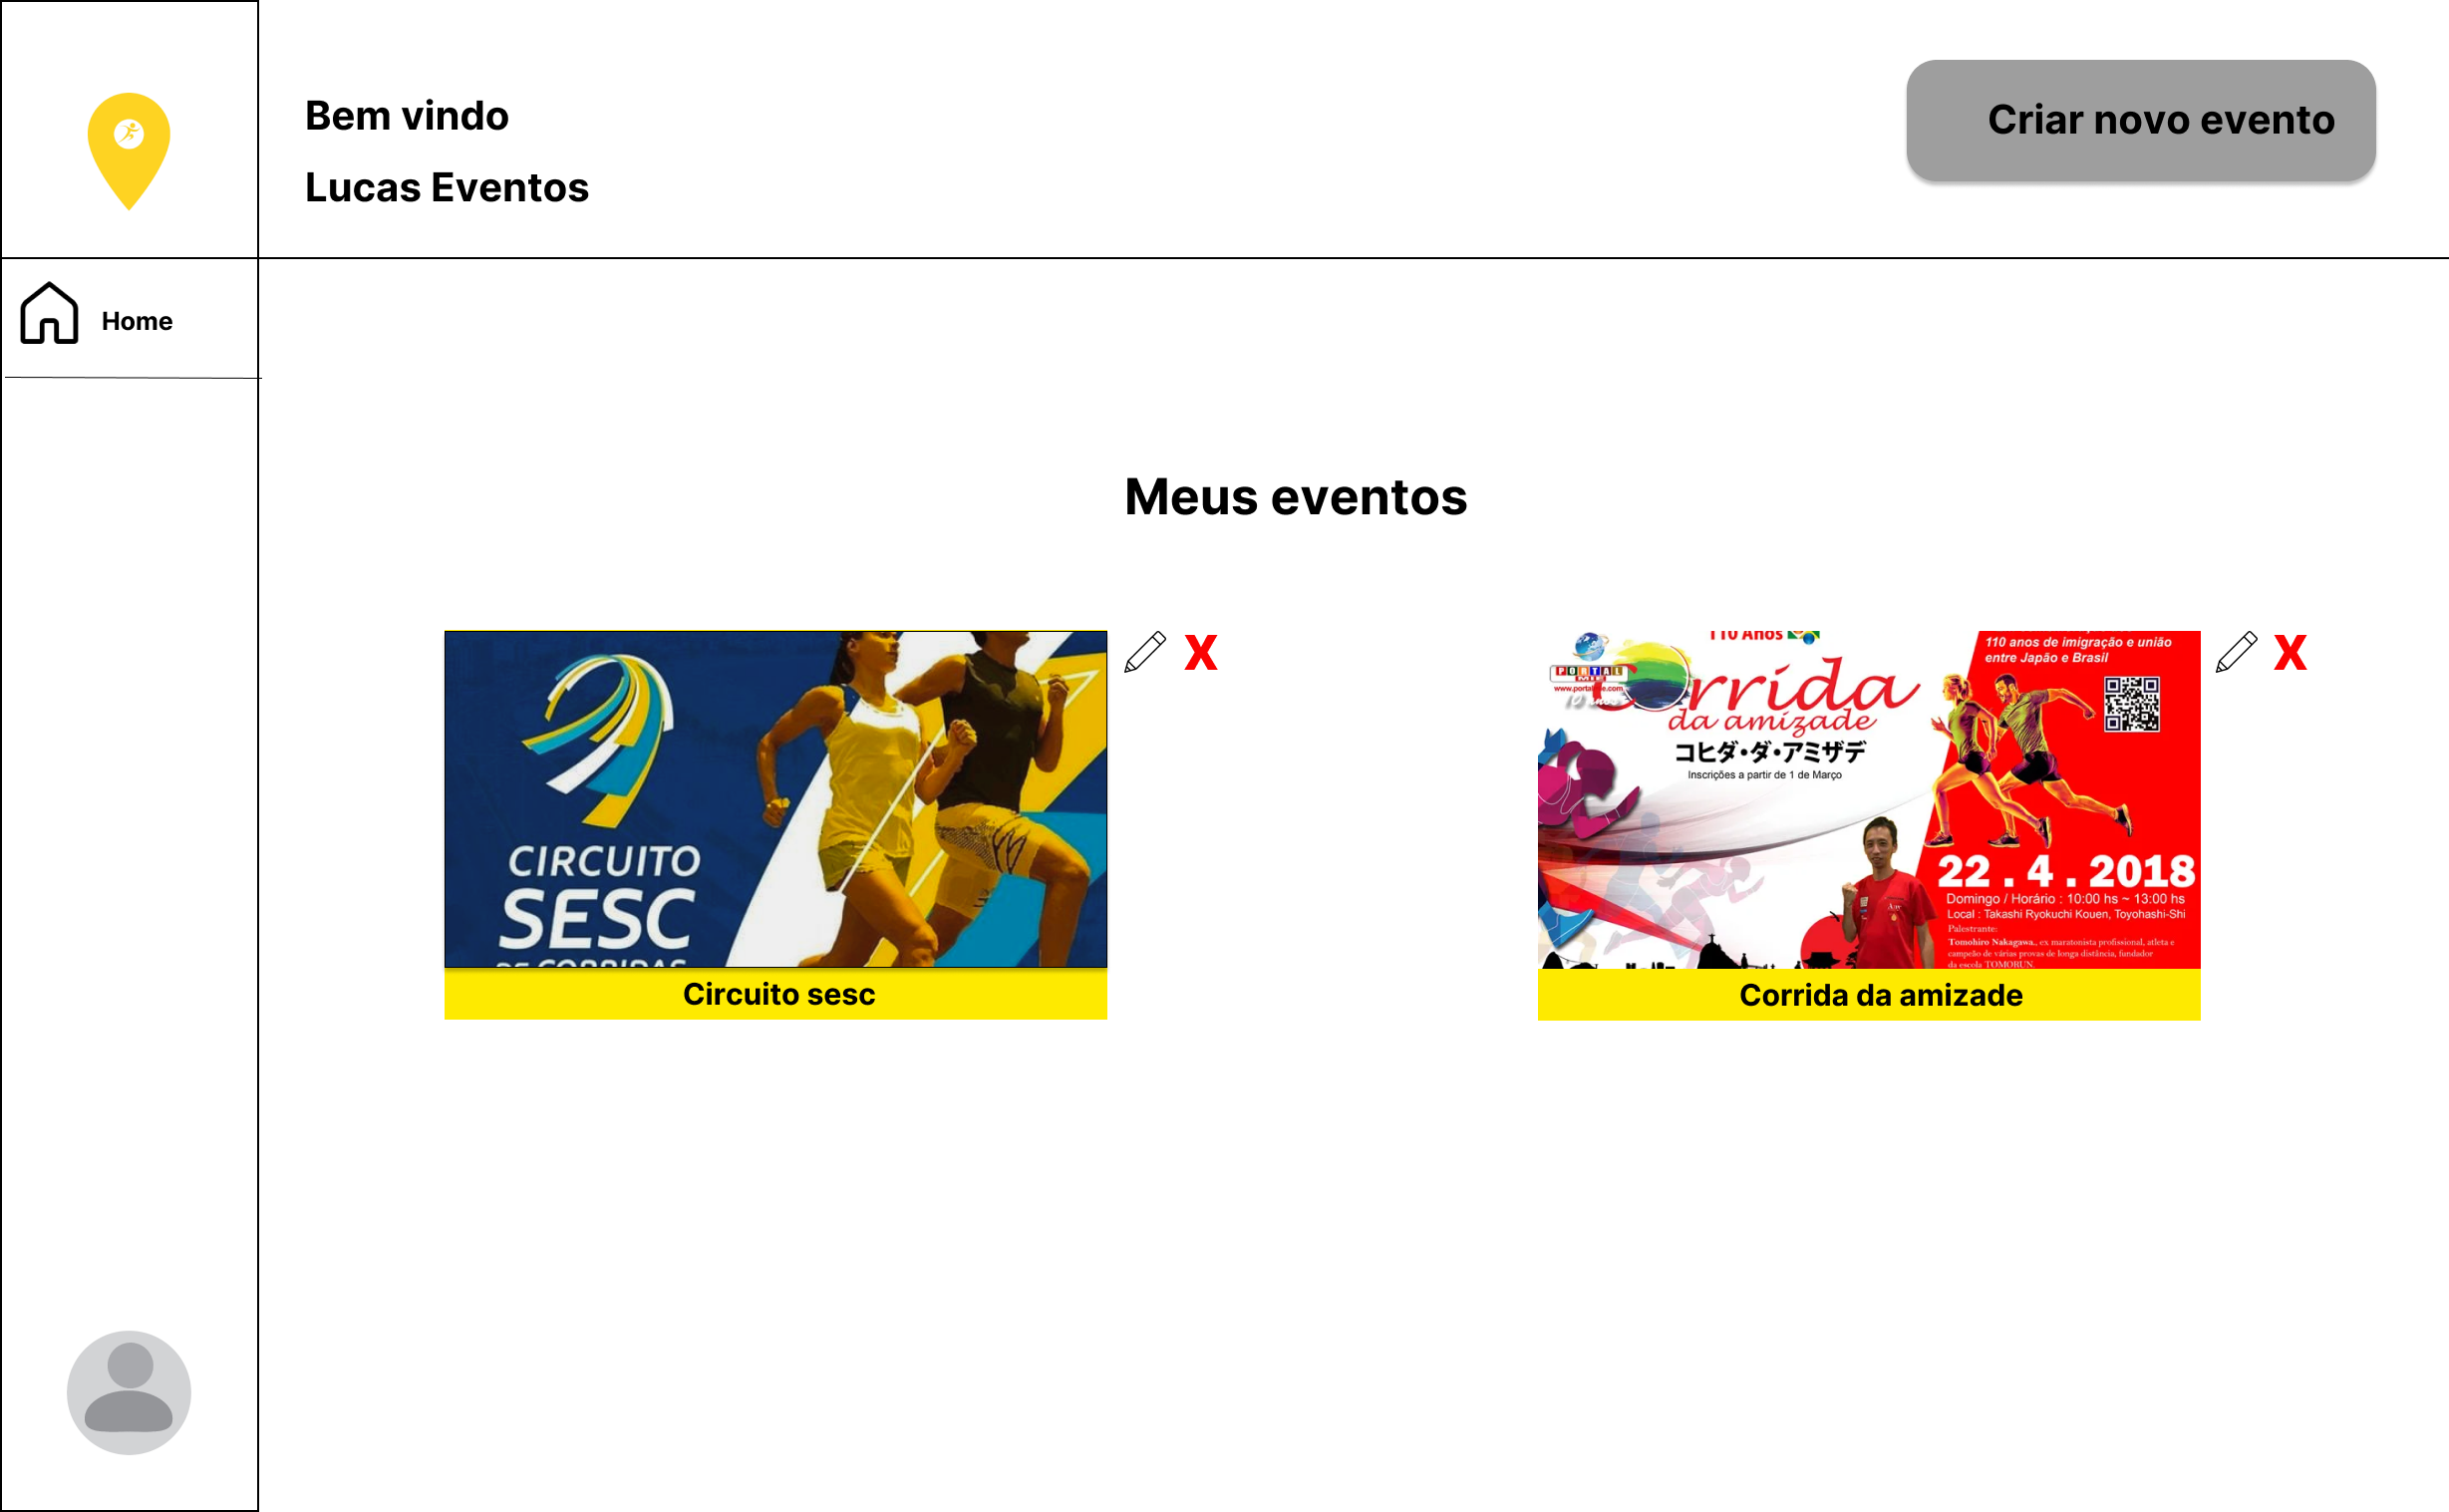 Bem vindo
Lucas Eventos
Criar novo evento
Home
Meus eventos
X
X
CIRCUITO
SESC
DE CORRIDAS
Circuito sesc
110 Anos
PORTAL
MIE
Corrida
da amizade
コヒダ・ダ・アミザデ
Inscrições a partir de 1 de Março
110 anos de imigração e união
entre Japão e Brasil
22 . 4 . 2018
Domingo / Horário : 10:00 hs ~ 13:00 hs
Local : Takashi Ryokuchi Kouen, Toyohashi-Shi
Palestrante:
Tomohiro Nakagawa., ex maratonista profissional, atleta e
campeão de várias provas de longa distância, fundador
da escola TOMORUN.
Corrida da amizade